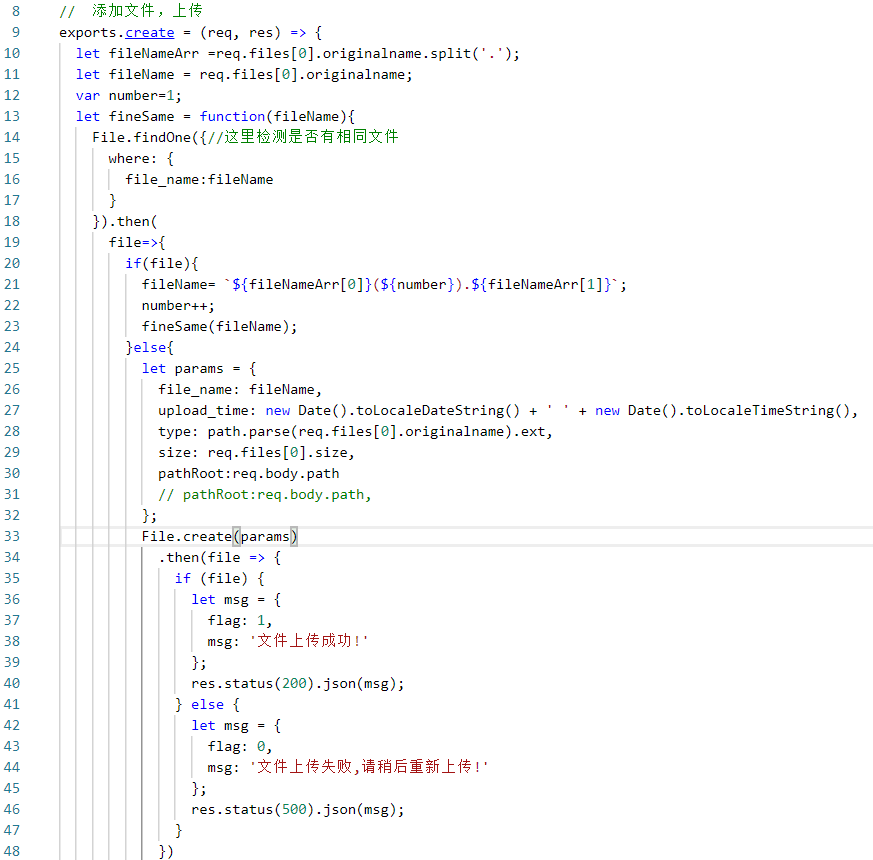 8 // 添加文件，上传
9 exports.create = (req, res) => {
10 let fileNameArr =req.files[0].originalname.split('.');
11 let fileName = req.files[0].originalname;
12 var number=1;
13 let fineSame = function(fileName){
14 File.findOne({//这里检测是否有相同文件
15 where: {
16 file_name:fileName
17 }
18 }).then(
19 file=>{
20 if(file){
21 fileName= `${fileNameArr[0]}(${number}).${fileNameArr[1]}`;
22 number++;
23 fineSame(fileName);
24 }else{
25 let params = {
26 file_name: fileName,
27 upload_time: new Date().toLocaleDateString() + ' ' + new Date().toLocaleTimeString(),
28 type: path.parse(req.files[0].originalname).ext,
29 size: req.files[0].size,
30 pathRoot:req.body.path
31 // pathRoot:req.body.path,
32 };
33 File.create(params)
34 .then(file => {
35 if (file) {
36 let msg = {
37 flag: 1,
38 msg: '文件上传成功!'
39 };
40 res.status(200).json(msg);
41 } else {
42 let msg = {
43 flag: 0,
44 msg: '文件上传失败,请稍后重新上传!'
45 };
46 res.status(500).json(msg);
47 }
48 })